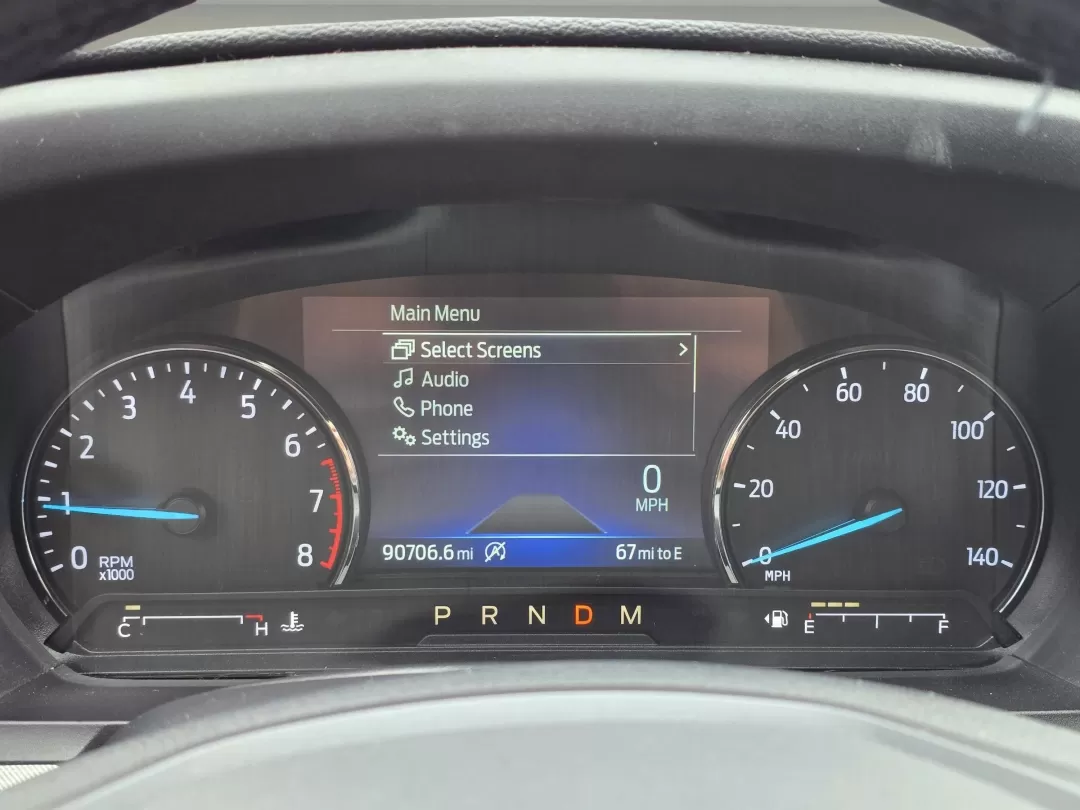 Main Menu
Select Screens
Audio
Phone
Settings
0
MPH
90706.6 mi
67 mi to E
0 1 2 3 4 5 6 7 8
RPM
x1000
0 20 40 60 80 100 120 140
MPH
C H
P R N D M
E F